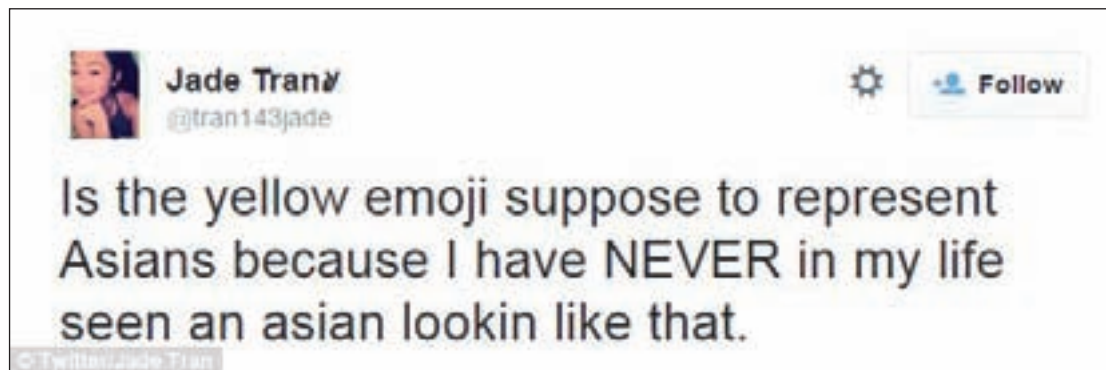 Jade Tran
@tran143jade
Follow
Is the yellow emoji suppose to represent
Asians because I have NEVER in my life
seen an asian lookin like that.
© Twitter/Jade Tran